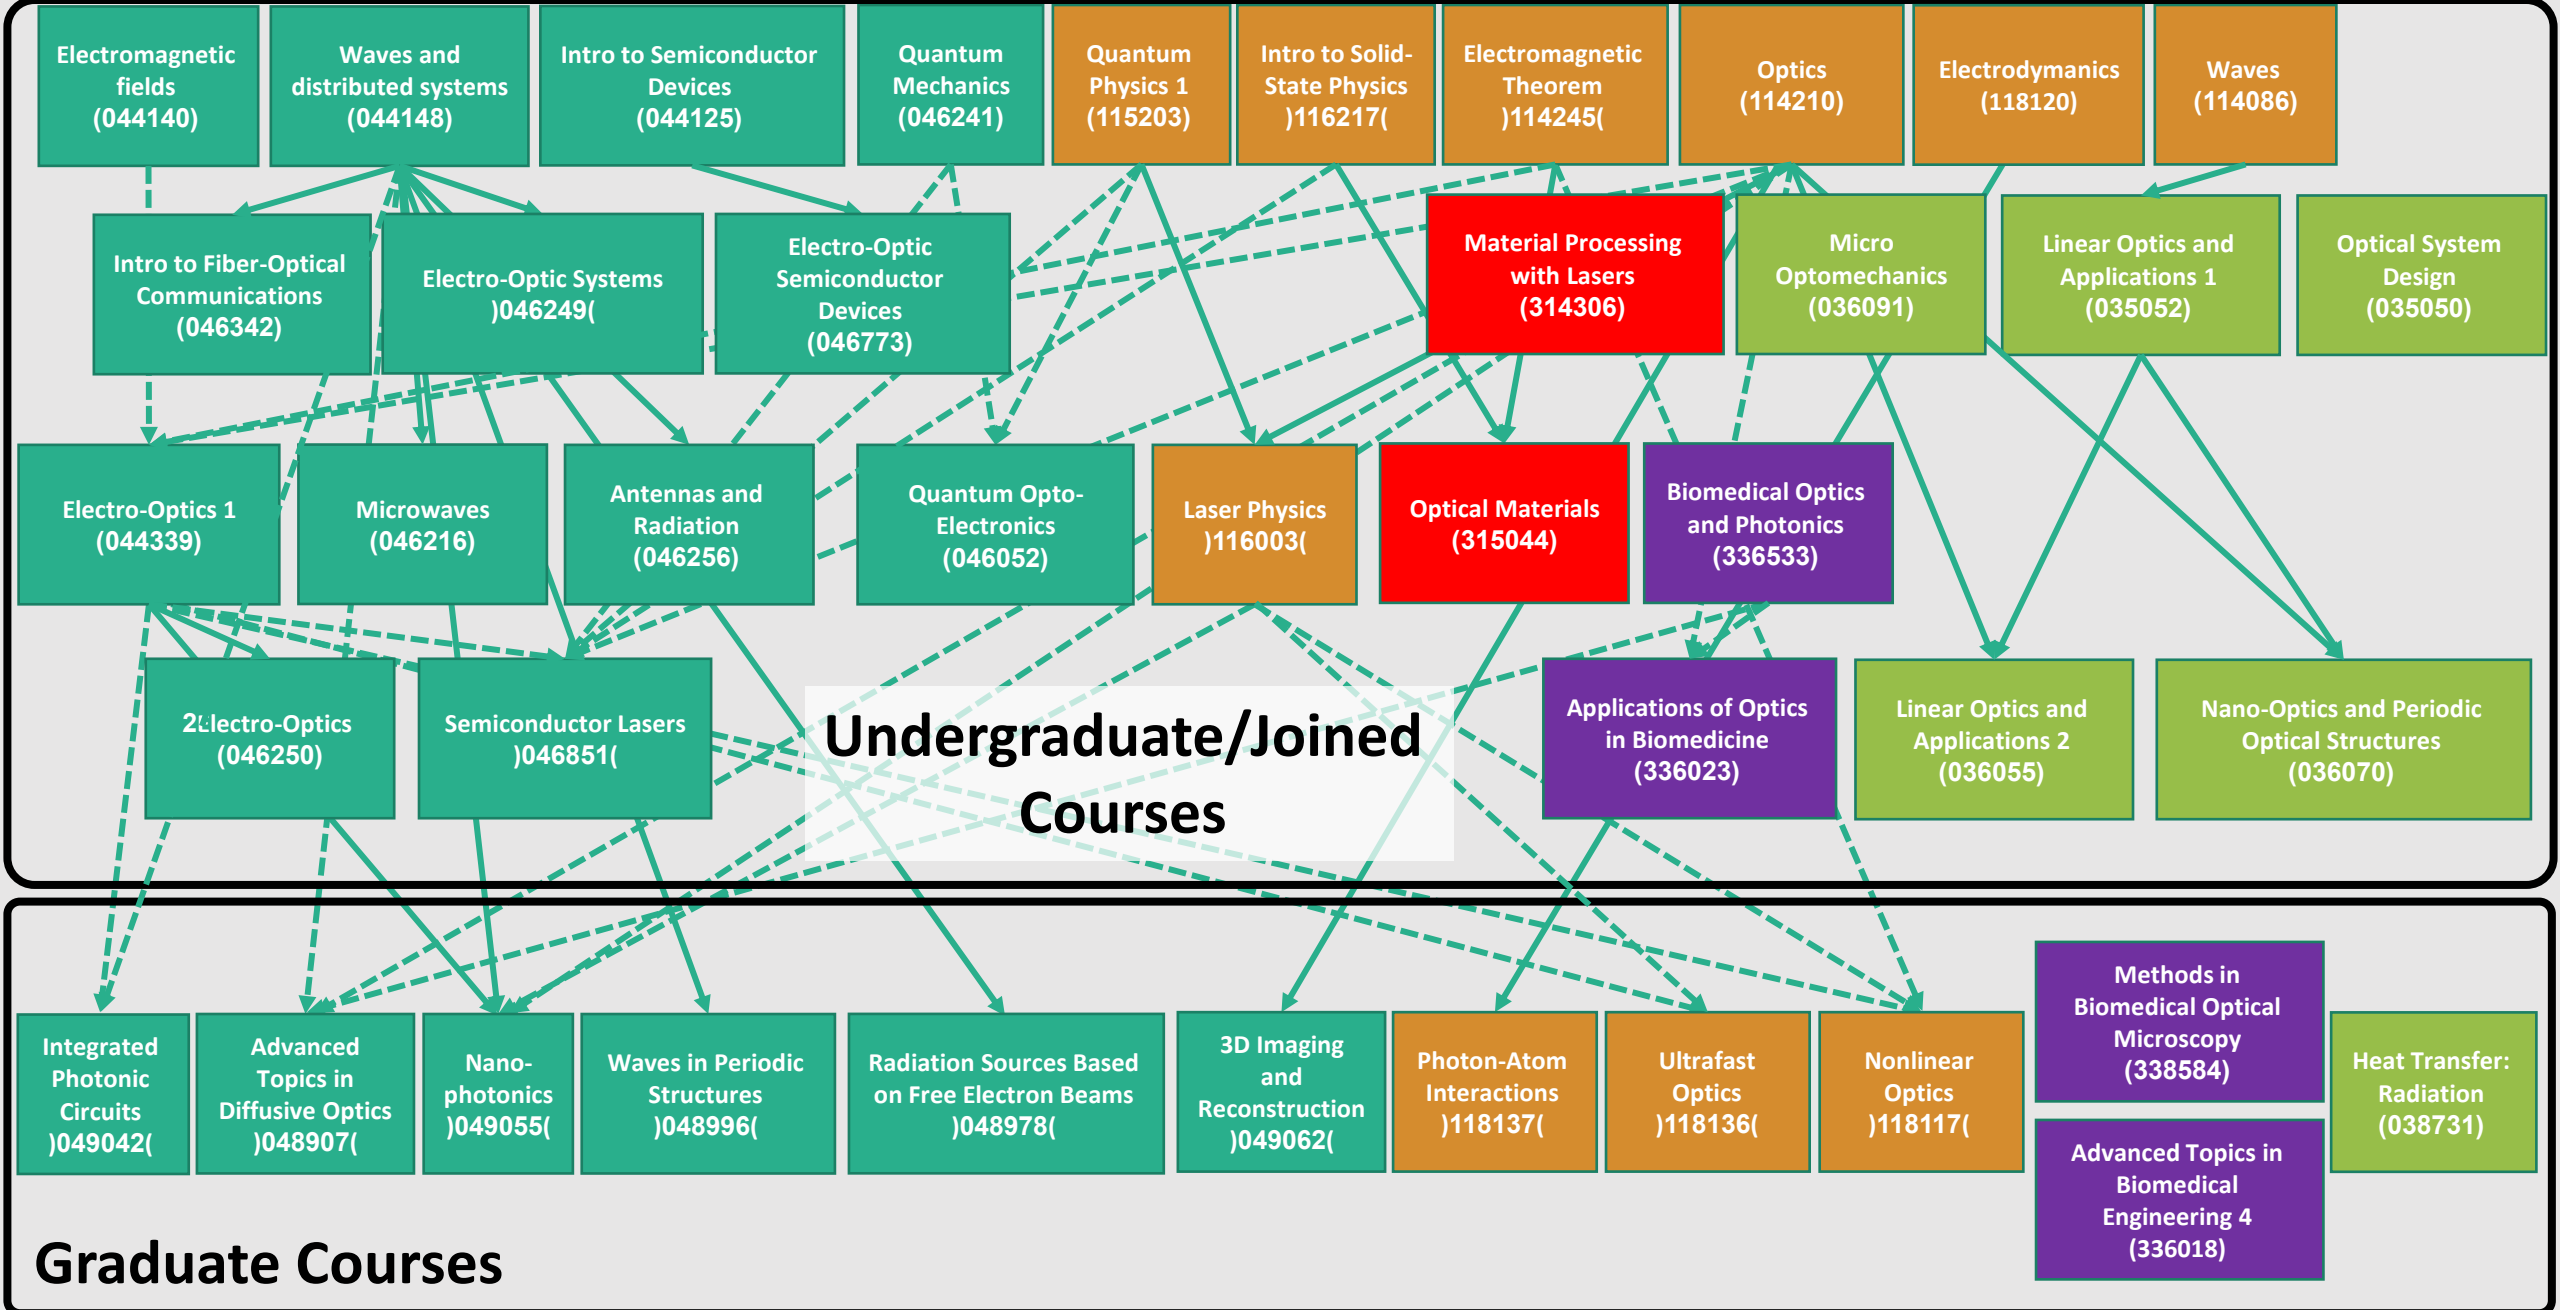 Electromagnetic
fields
(044140)
Waves and
distributed systems
(044148)
Intro to Semiconductor
Devices
(044125)
Quantum
Mechanics
(046241)
Quantum
Physics 1
(115203)
Intro to Solid-
State Physics
)116217(
Electromagnetic
Theorem
)114245(
Optics
(114210)
Electrodymanics
(118120)
Waves
(114086)
Intro to Fiber-Optical
Communications
(046342)
Electro-Optic Systems
)046249(
Electro-Optic
Semiconductor
Devices
(046773)
Material Processing
with Lasers
(314306)
Micro
Optomechanics
(036091)
Linear Optics and
Applications 1
(035052)
Optical System
Design
(035050)
Electro-Optics 1
(044339)
Microwaves
(046216)
Antennas and
Radiation
(046256)
Quantum Opto-
Electronics
(046052)
Laser Physics
)116003(
Optical Materials
(315044)
Biomedical Optics
and Photonics
(336533)
2Electro-Optics
(046250)
Semiconductor Lasers
)046851(
Undergraduate/Joined
Courses
Applications of Optics
in Biomedicine
(336023)
Linear Optics and
Applications 2
(036055)
Nano-Optics and Periodic
Optical Structures
(036070)
Integrated
Photonic
Circuits
)049042(
Advanced
Topics in
Diffusive Optics
)048907(
Nano-
photonics
)049055(
Waves in Periodic
Structures
)048996(
Radiation Sources Based
on Free Electron Beams
)048978(
3D Imaging
and
Reconstruction
)049062(
Photon-Atom
Interactions
)118137(
Ultrafast
Optics
)118136(
Nonlinear
Optics
)118117(
Methods in
Biomedical Optical
Microscopy
(338584)
Heat Transfer:
Radiation
(038731)
Advanced Topics in
Biomedical
Engineering 4
(336018)
Graduate Courses